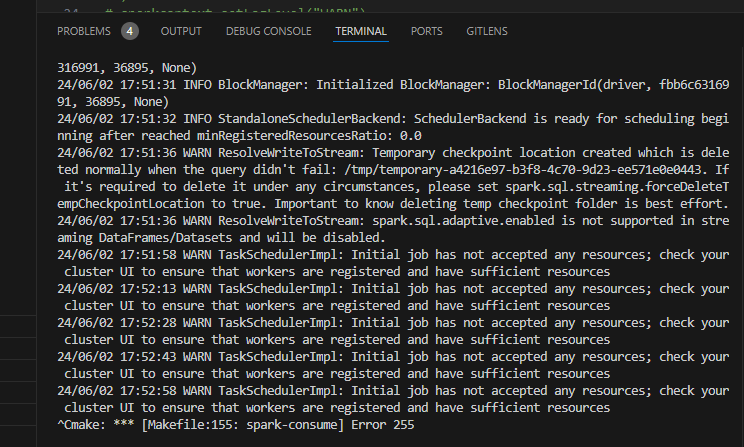 24    # sparkcontext.setLogLevel("WARN")
PROBLEMS 4 OUTPUT DEBUG CONSOLE TERMINAL PORTS GITLENS
316991, 36895, None)
24/06/02 17:51:31 INFO BlockManager: Initialized BlockManager: BlockManagerId(driver, fbb6c63169
91, 36895, None)
24/06/02 17:51:32 INFO StandaloneSchedulerBackend: SchedulerBackend is ready for scheduling begi
nning after reached minRegisteredResourcesRatio: 0.0
24/06/02 17:51:36 WARN ResolveWriteToStream: Temporary checkpoint location created which is dele
ted normally when the query didn't fail: /tmp/temporary-a4216e97-b3f8-4c70-9d23-ee571e0e0443. If
it's required to delete it under any circumstances, please set spark.sql.streaming.forceDeleteT
empCheckpointLocation to true. Important to know deleting temp checkpoint folder is best effort.
24/06/02 17:51:36 WARN ResolveWriteToStream: spark.sql.adaptive.enabled is not supported in stre
aming DataFrames/Datasets and will be disabled.
24/06/02 17:51:58 WARN TaskSchedulerImpl: Initial job has not accepted any resources; check your
cluster UI to ensure that workers are registered and have sufficient resources
24/06/02 17:52:13 WARN TaskSchedulerImpl: Initial job has not accepted any resources; check your
cluster UI to ensure that workers are registered and have sufficient resources
24/06/02 17:52:28 WARN TaskSchedulerImpl: Initial job has not accepted any resources; check your
cluster UI to ensure that workers are registered and have sufficient resources
24/06/02 17:52:43 WARN TaskSchedulerImpl: Initial job has not accepted any resources; check your
cluster UI to ensure that workers are registered and have sufficient resources
24/06/02 17:52:58 WARN TaskSchedulerImpl: Initial job has not accepted any resources; check your
cluster UI to ensure that workers are registered and have sufficient resources
^Cmake: *** [Makefile:155: spark-consume] Error 255